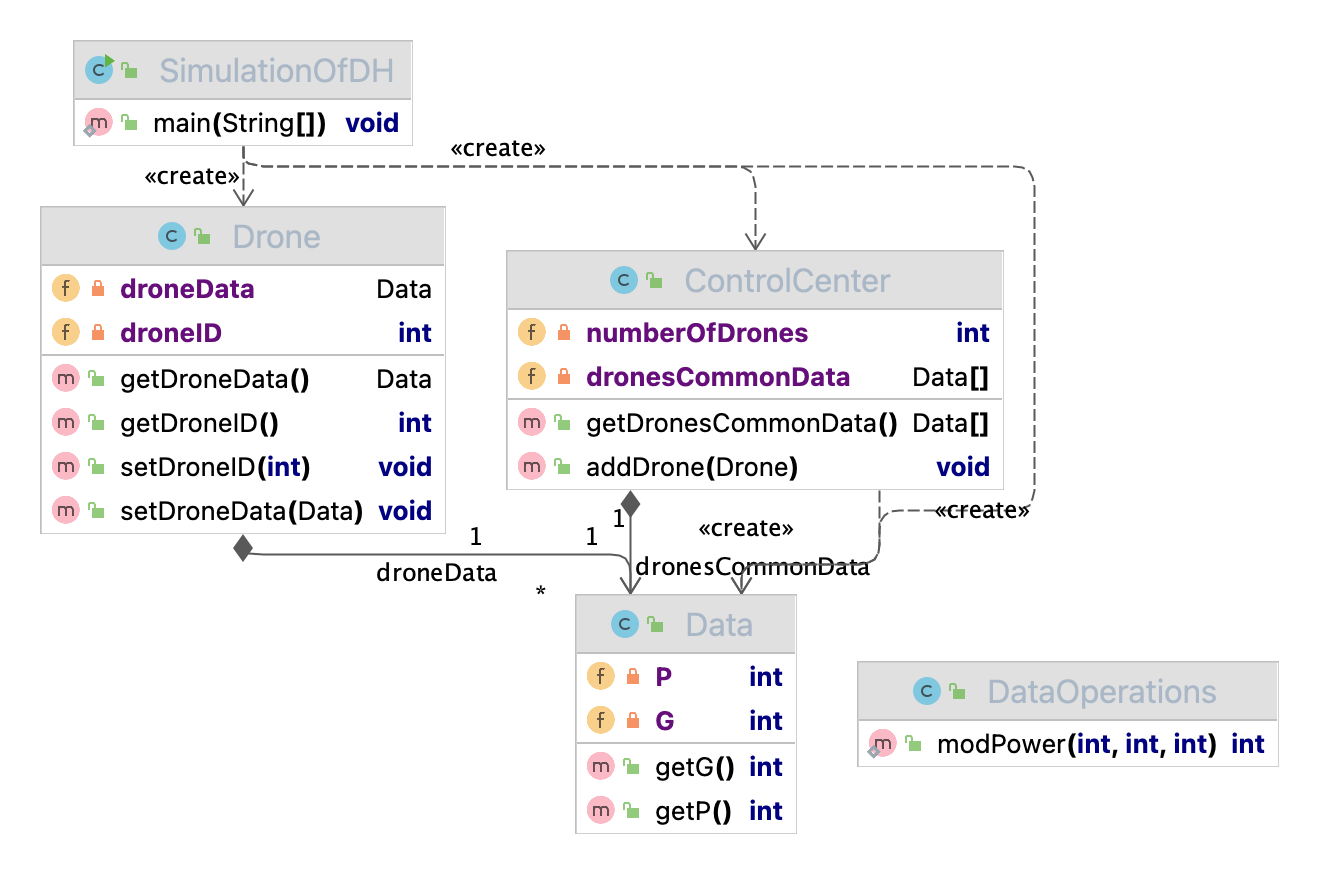 SimulationOfDH
main(String[]) void
«create»
«create»
Drone
droneData Data
droneID int
getDroneData() Data
getDroneID() int
setDroneID(int) void
setDroneData(Data) void
ControlCenter
numberOfDrones int
dronesCommonData Data[]
getDronesCommonData() Data[]
addDrone(Drone) void
«create»
1
«create»
1
1
droneData
dronesCommonData
*
Data
P int
G int
getG() int
getP() int
DataOperations
modPower(int, int, int) int
C
C
C
C
C
m
f
f
m
m
m
m
f
f
m
m
f
f
m
m
m